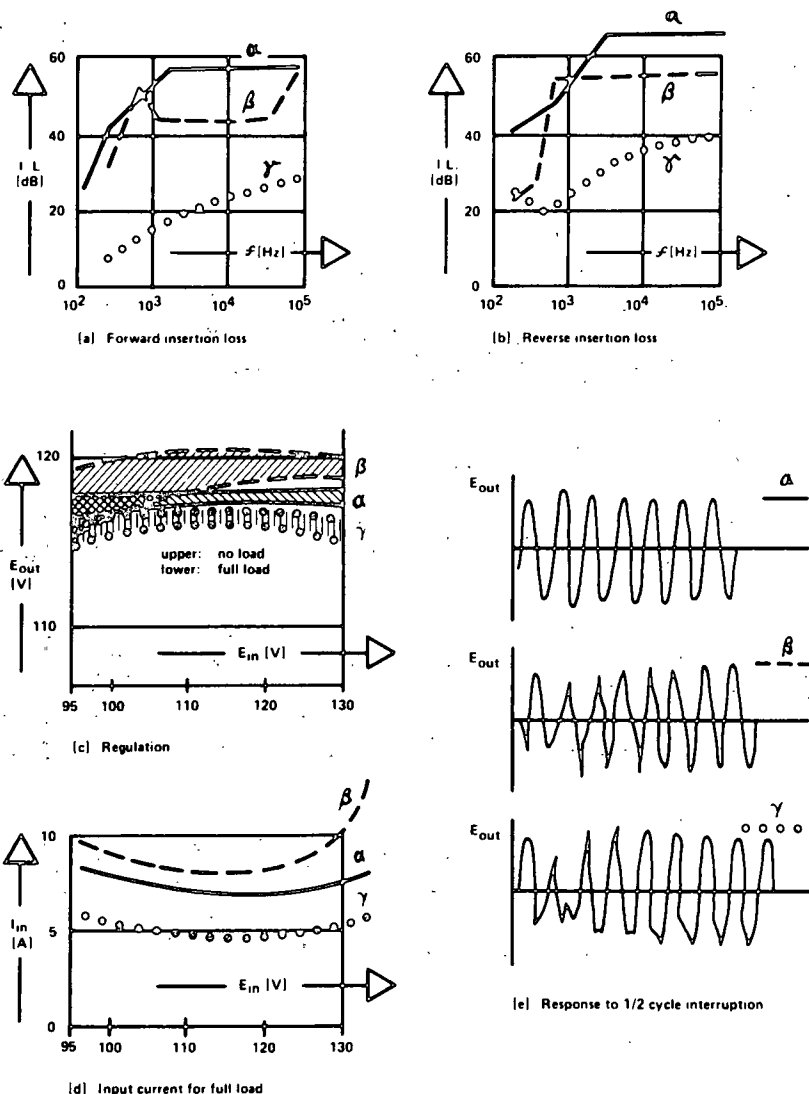 α
60
β
40
I L
[dB]
γ
20
f[Hz]
0
10² 10³ 10⁴ 10⁵
[a] Forward insertion loss
α
60
β
40
I L.
[dB]
γ
20
f[Hz]
0
10² 10³ 10⁴ 10⁵
[b] Reverse insertion loss
120
β
α
γ
Eout
[V]
upper: no load
lower: full load
110
Ein [V]
95 100 110 120 130
[c] Regulation
β
10
α
γ
Iin
[A]
5
Ein [V]
0
95 100 110 120 130
[d] Input current for full load
Eout
α
Eout
β
Eout
γ
[e] Response to 1/2 cycle interruption